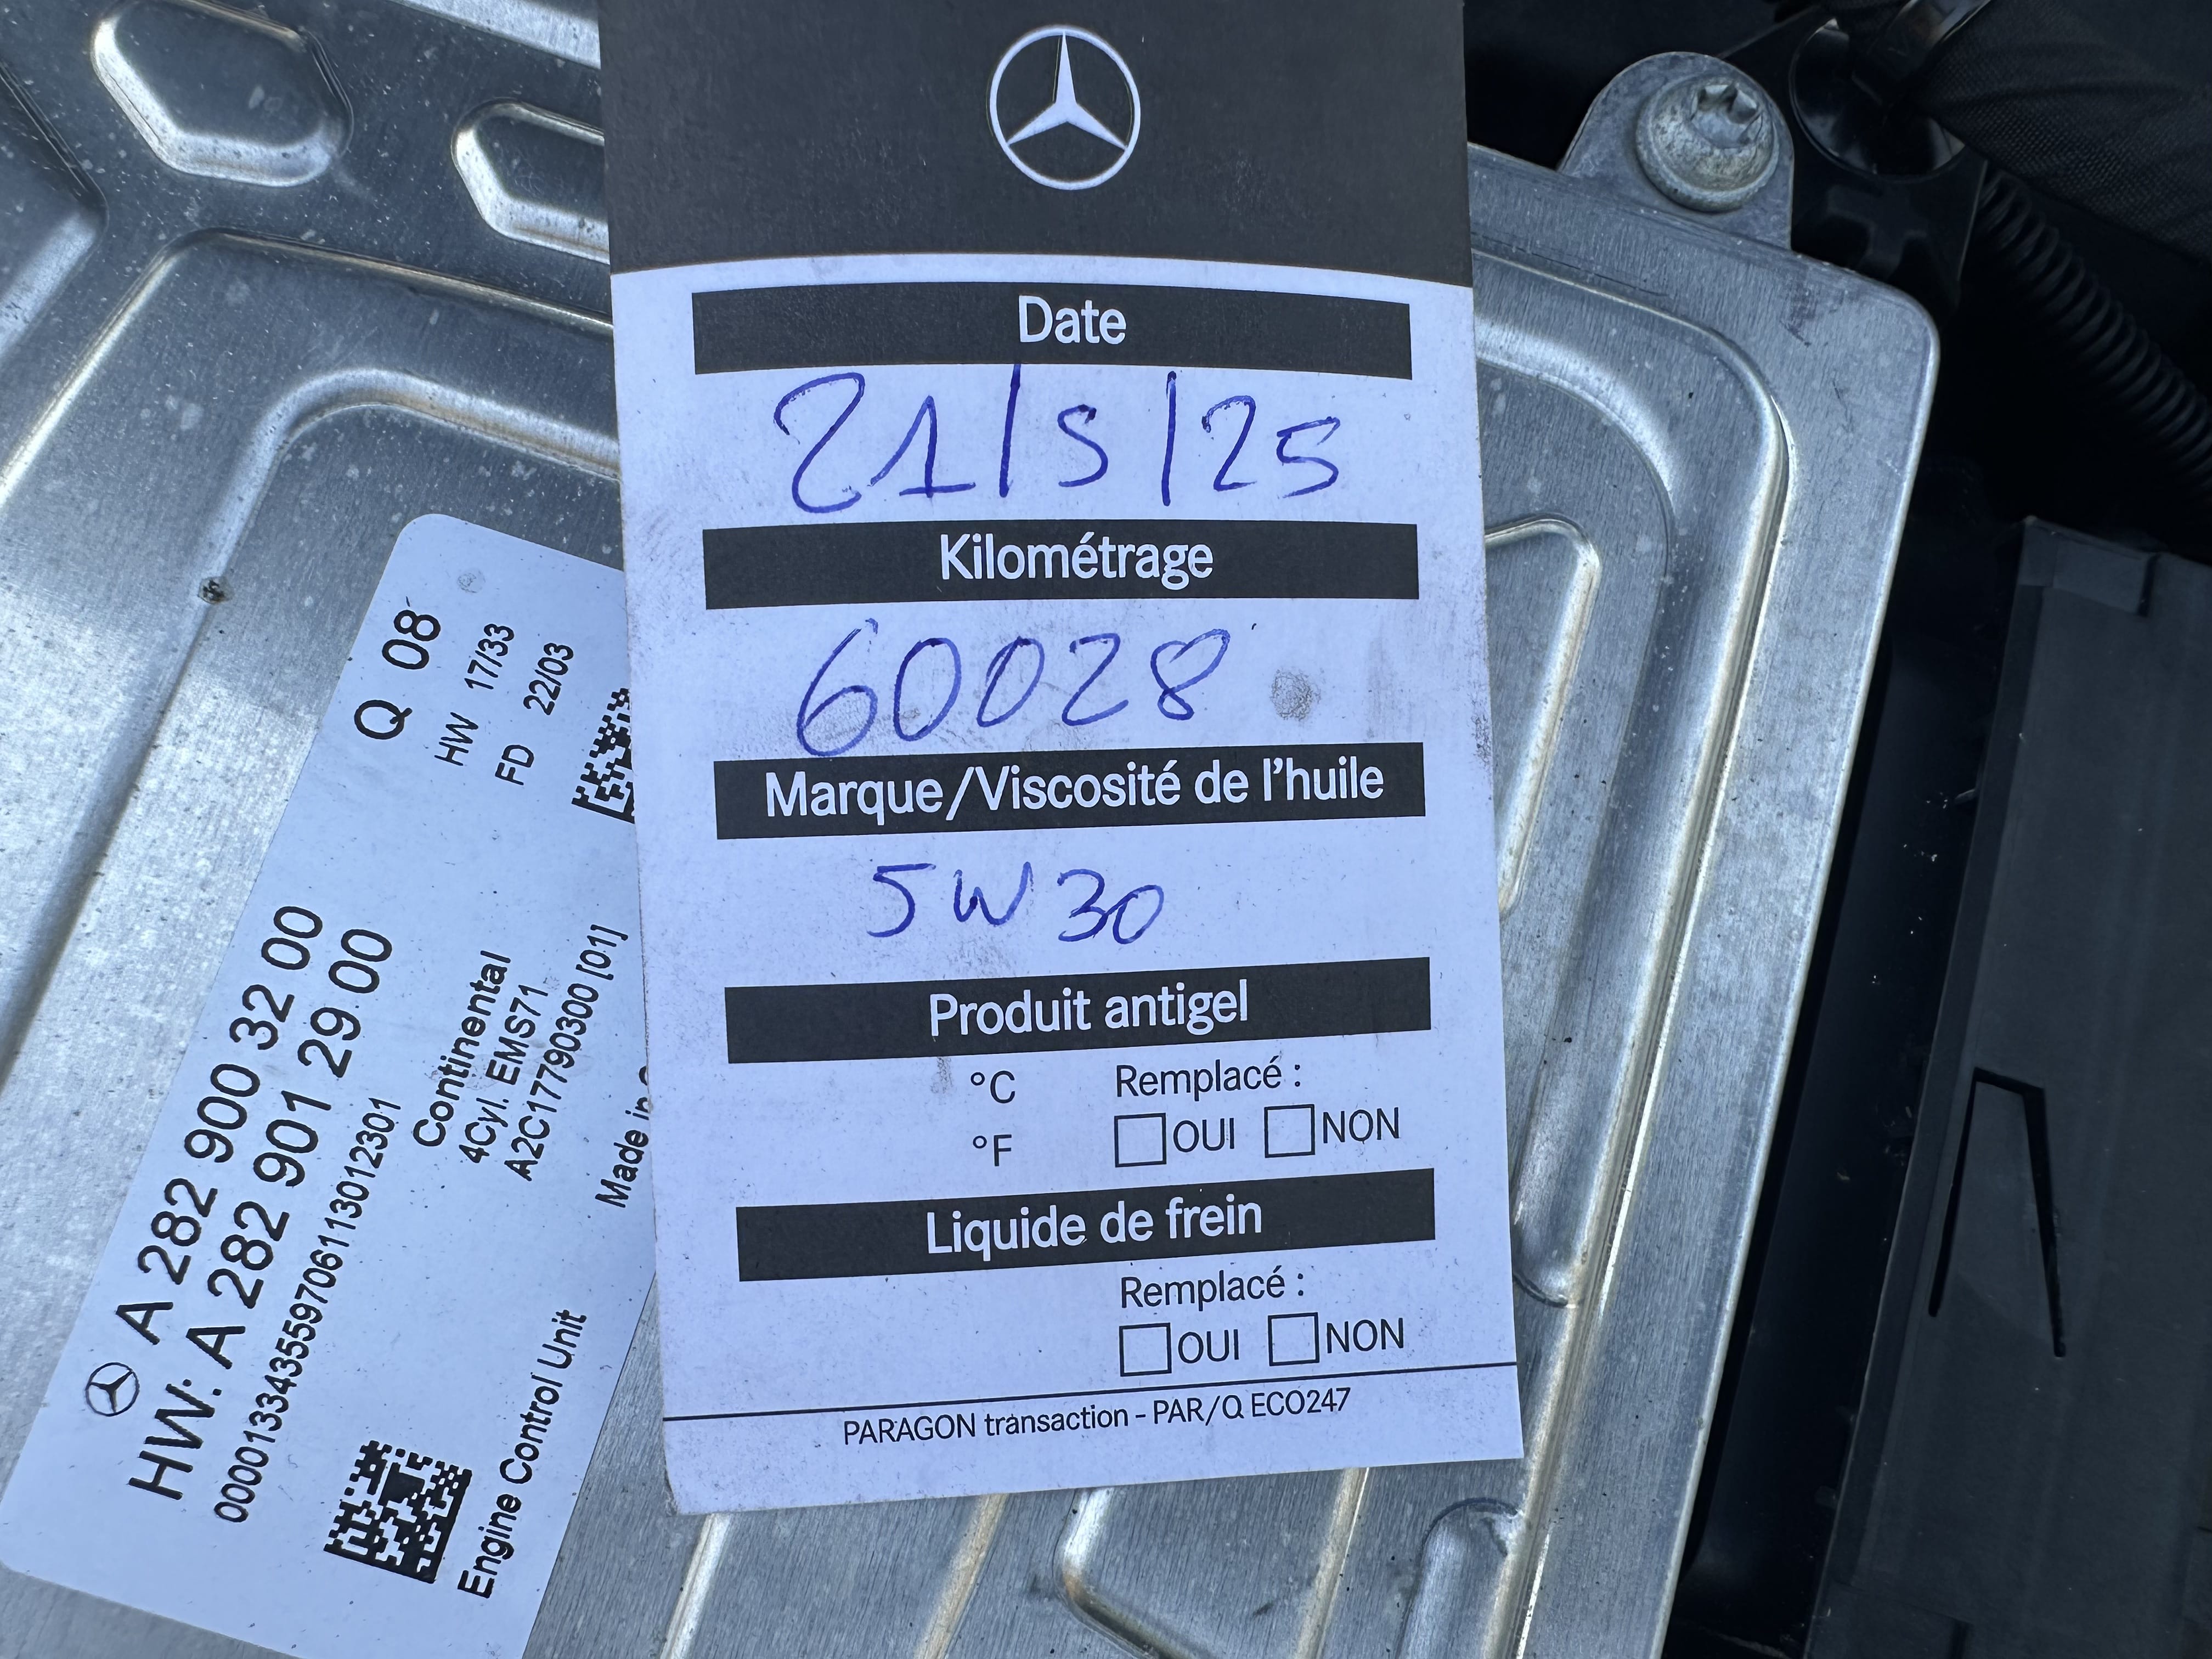 Date
21/5/25
Kilométrage
60028
Marque/Viscosité de l'huile
5W30
Produit antigel
°C Remplacé :
OUI NON
°F
Liquide de frein
Remplacé :
OUI NON
PARAGON transaction - PAR/Q ECO247
Q 08
HW 17/33
FD 22/03
A 282 900 32 00
HW: A 282 901 29 00
Continental
4Cyl. EMS71
A2C17790300 [01]
Made in
Engine Control Unit